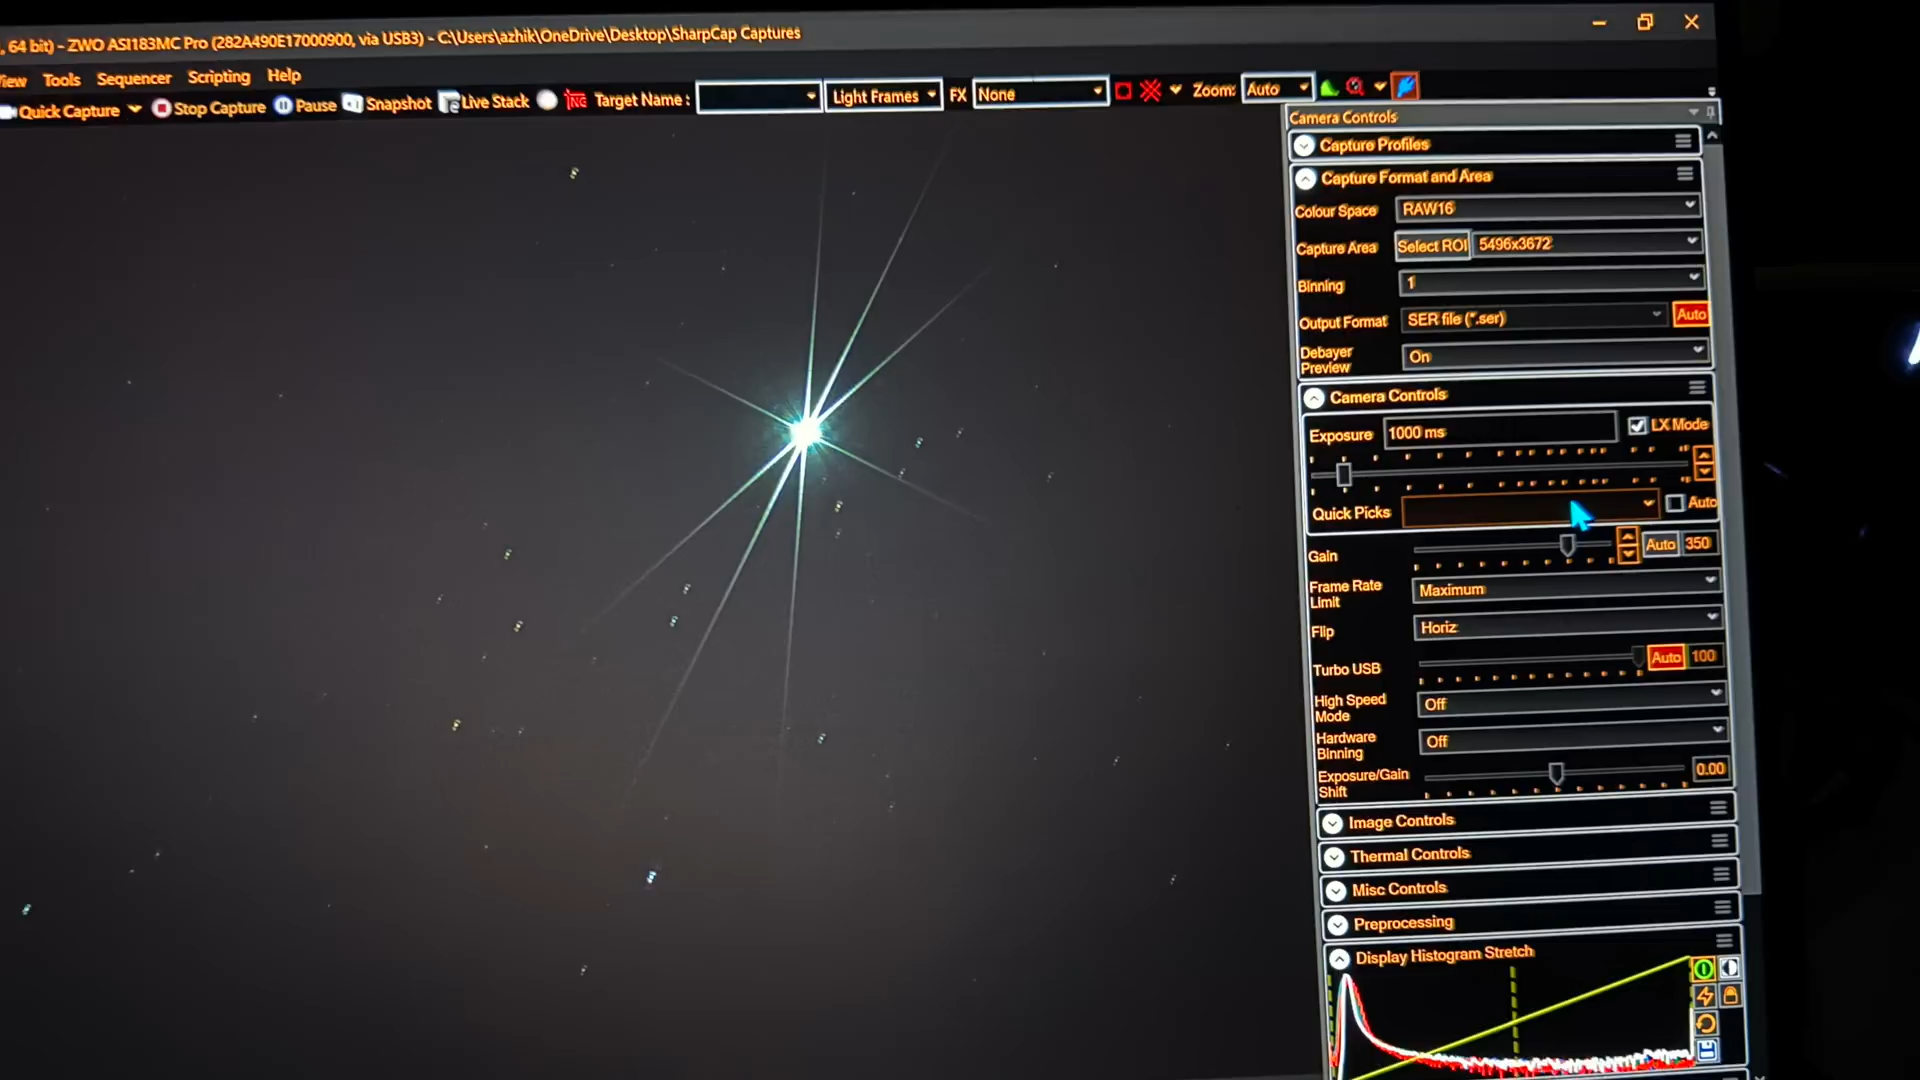 , 64 bit) - ZWO ASI183MC Pro (282A490E17000900, via USB3) - C:\Users\azhik\OneDrive\Desktop\SharpCap Captures
View Tools Sequencer Scripting Help
Quick Capture Stop Capture Pause Snapshot Live Stack Target Name : Light Frames FX None Zoom: Auto
Camera Controls
Capture Profiles
Capture Format and Area
Colour Space RAW16
Capture Area Select ROI 5496x3672
Binning 1
Output Format SER file (*.ser) Auto
Debayer Preview On
Camera Controls
Exposure 1000 ms LX Mode
Quick Picks Auto
Gain Auto 350
Frame Rate Limit Maximum
Flip Horiz
Turbo USB Auto 100
High Speed Mode Off
Hardware Binning Off
Exposure/Gain Shift 0.00
Image Controls
Thermal Controls
Misc Controls
Preprocessing
Display Histogram Stretch